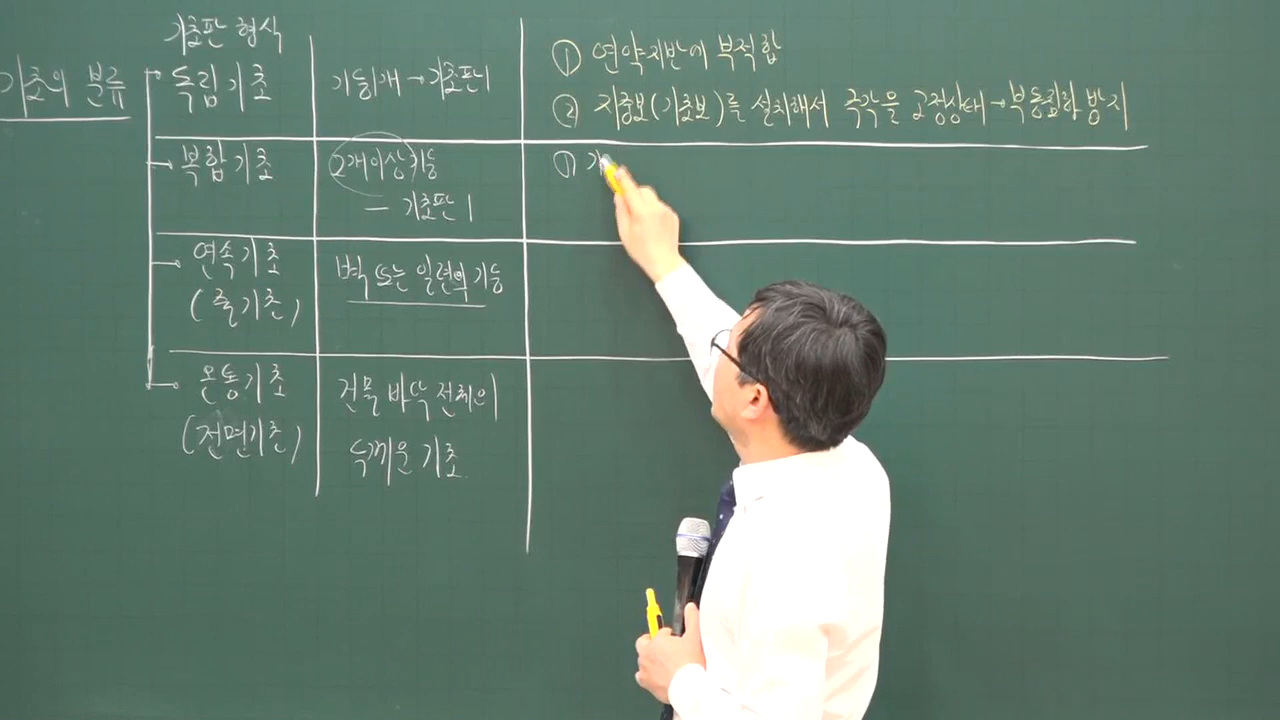 기초의 분류
기초판 형식
독립기초
기둥1개 → 기초판1
① 연약지반에 부적합
② 지중보(기초보)를 설치해서 주각을 고정상태 → 부동침하 방지
복합기초
2개이상 기둥
— 기초판 1
①
연속기초
(줄기초)
벽 또는 일련의 기둥
온통기초
(전면기초)
건물 바닥 전체의
두꺼운 기초